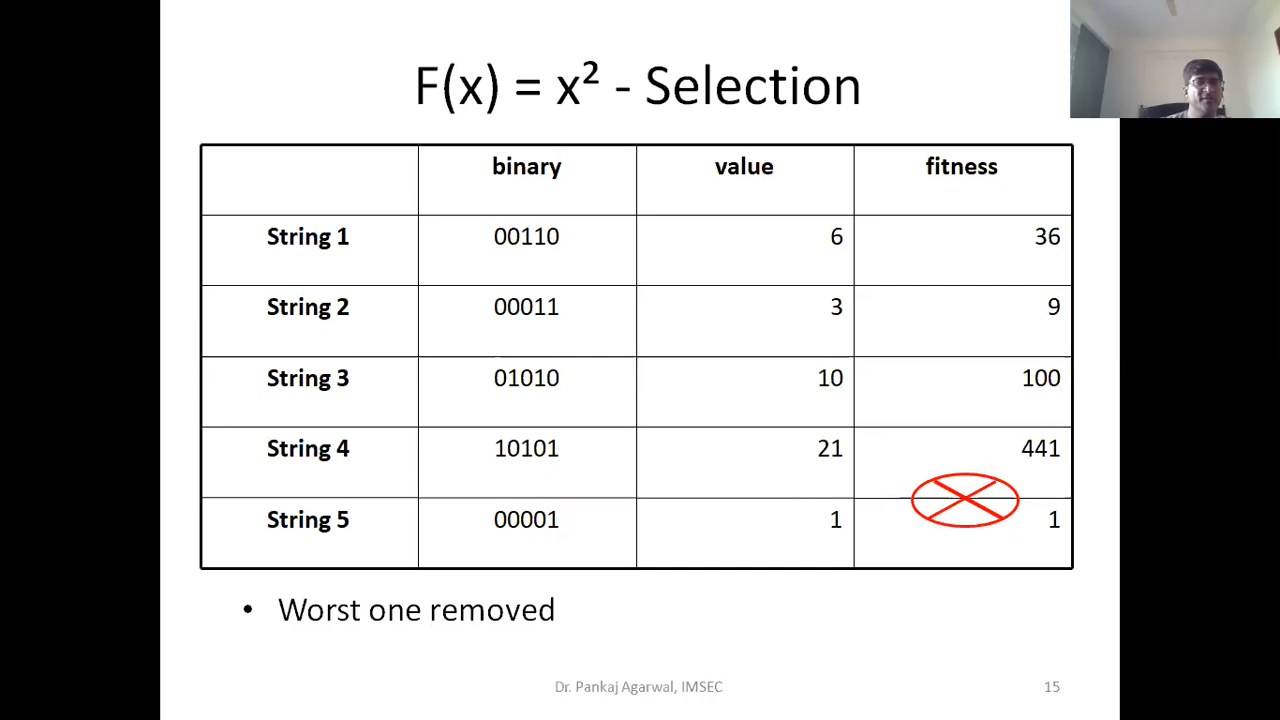 F(x) = x² - Selection
binary value fitness
String 1 00110 6 36
String 2 00011 3 9
String 3 01010 10 100
String 4 10101 21 441
String 5 00001 1 1
• Worst one removed
Dr. Pankaj Agarwal, IMSEC 15